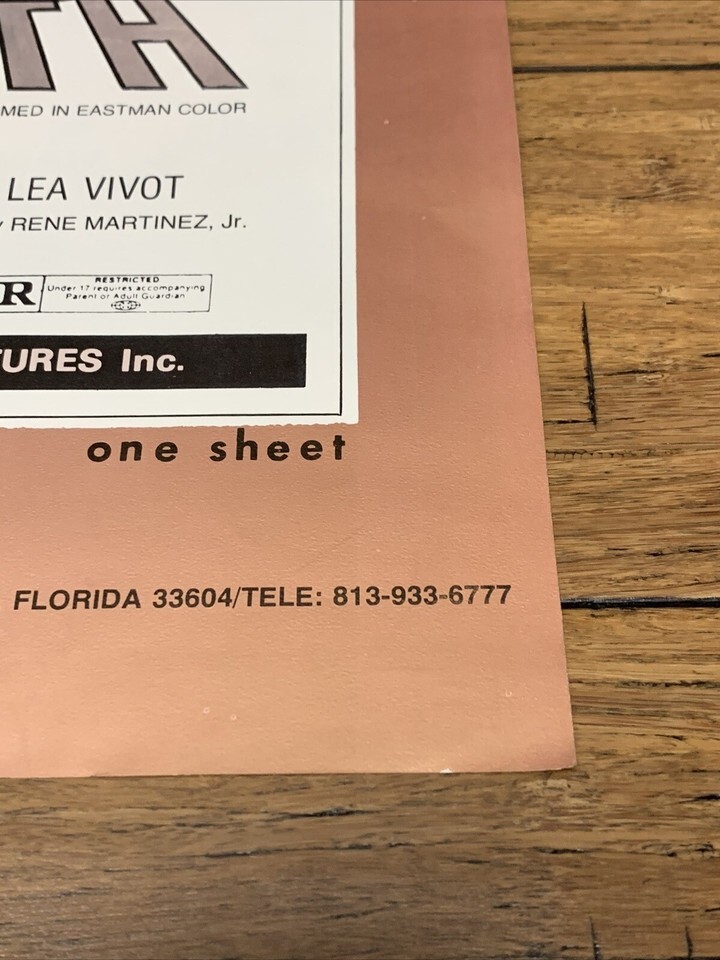 TH
MED IN EASTMAN COLOR
LEA VIVOT
y RENE MARTINEZ, Jr.
R
RESTRICTED
Under 17 requires accompanying
Parent or Adult Guardian
TURES Inc.
one sheet
FLORIDA 33604/TELE: 813-933-6777